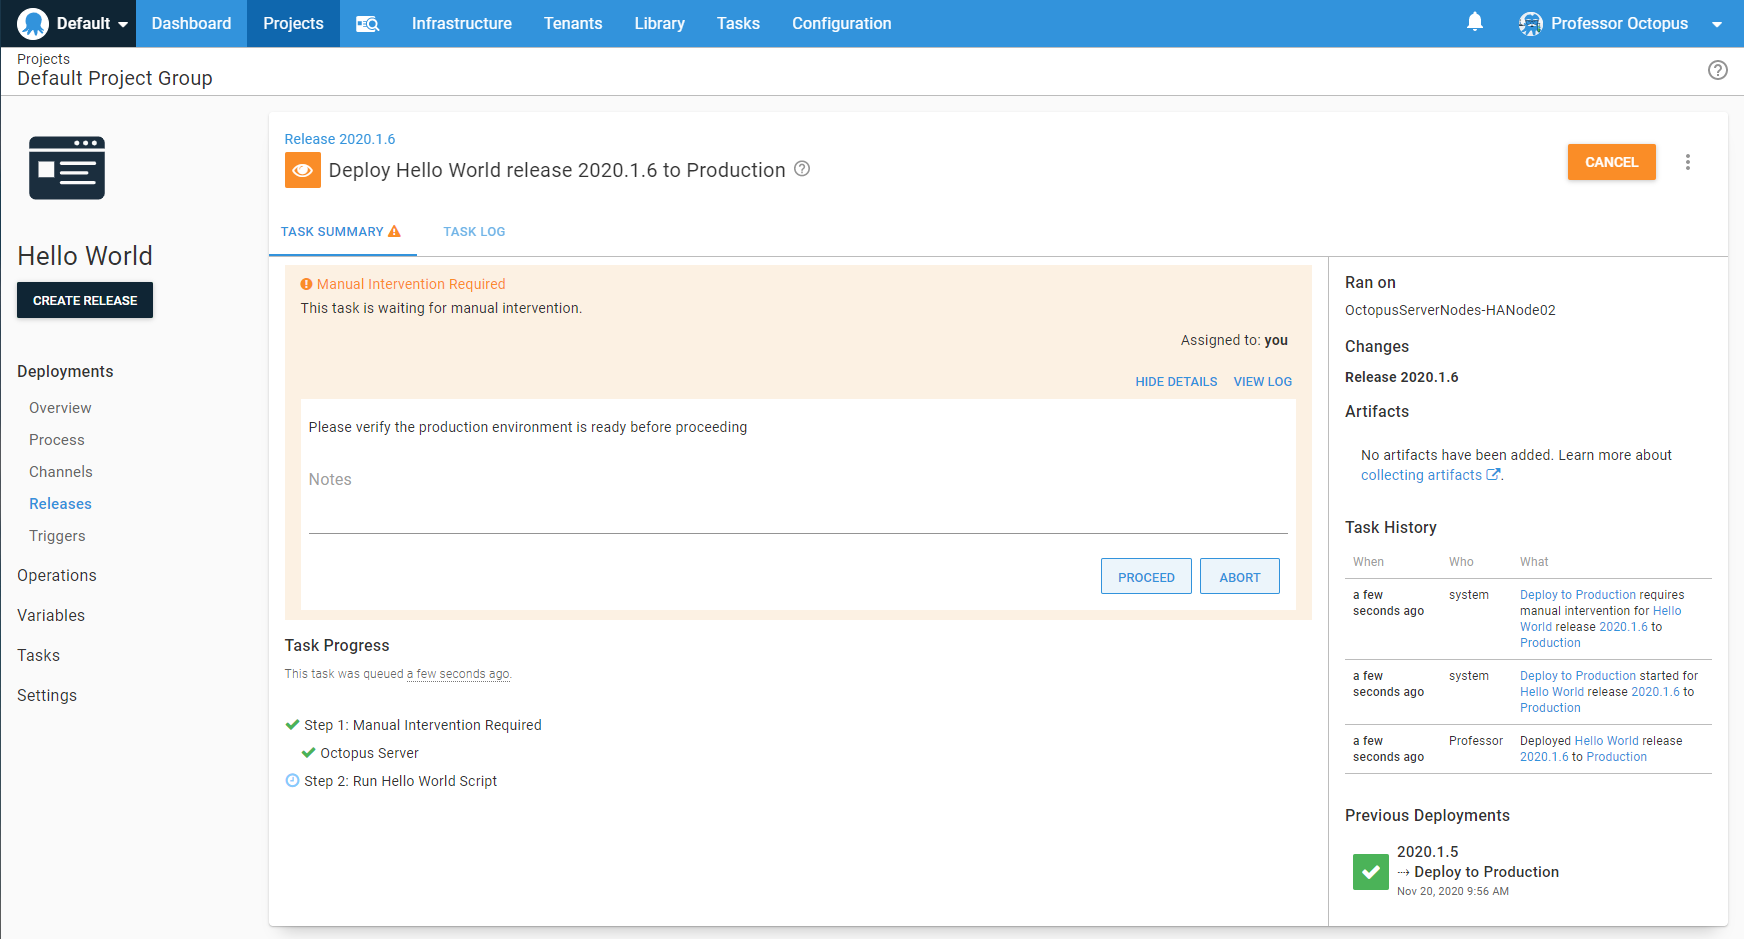 Default Dashboard Projects Infrastructure Tenants Library Tasks Configuration Professor Octopus
Projects
Default Project Group
Hello World
CREATE RELEASE
Deployments
Overview
Process
Channels
Releases
Triggers
Operations
Variables
Tasks
Settings
Release 2020.1.6
Deploy Hello World release 2020.1.6 to Production
CANCEL
TASK SUMMARY TASK LOG
Manual Intervention Required
This task is waiting for manual intervention.
Assigned to: you
HIDE DETAILS VIEW LOG
Please verify the production environment is ready before proceeding
Notes
PROCEED ABORT
Task Progress
This task was queued a few seconds ago.
Step 1: Manual Intervention Required
Octopus Server
Step 2: Run Hello World Script
Ran on
OctopusServerNodes-HANode02
Changes
Release 2020.1.6
Artifacts
No artifacts have been added. Learn more about
collecting artifacts .
Task History
When Who What
a few system Deploy to Production requires
seconds ago manual intervention for Hello
World release 2020.1.6 to
Production
a few system Deploy to Production started for
seconds ago Hello World release 2020.1.6 to
Production
a few Professor Deployed Hello World release
seconds ago 2020.1.6 to Production
Previous Deployments
2020.1.5
⇢ Deploy to Production
Nov 20, 2020 9:56 AM